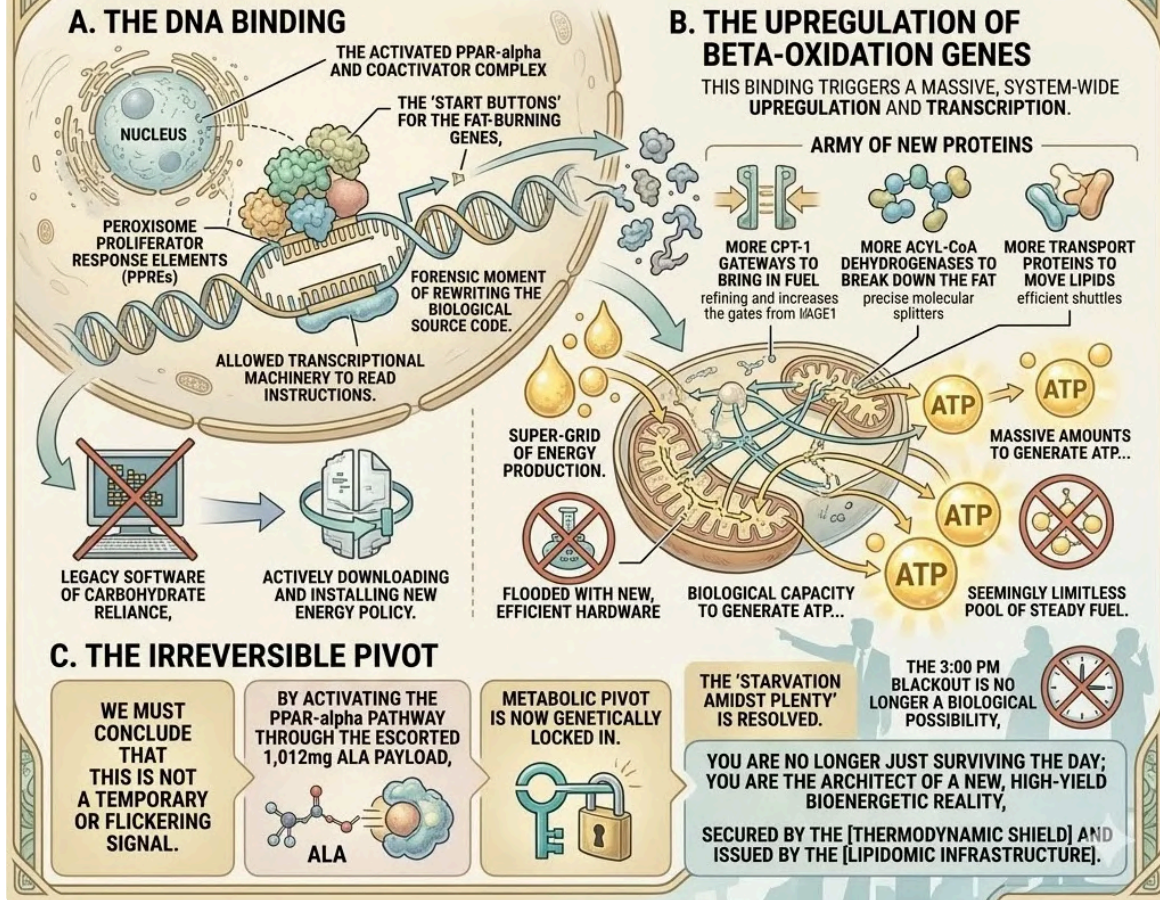 A. THE DNA BINDING
THE ACTIVATED PPAR-alpha
AND COACTIVATOR COMPLEX
NUCLEUS
THE 'START BUTTONS'
FOR THE FAT-BURNING
GENES,
PEROXISOME
PROLIFERATOR
RESPONSE ELEMENTS
(PPREs)
FORENSIC MOMENT
OF REWRITING THE
BIOLOGICAL
SOURCE CODE.
ALLOWED TRANSCRIPTIONAL
MACHINERY TO READ
INSTRUCTIONS.
LEGACY SOFTWARE
OF CARBOHYDRATE
RELIANCE,
ACTIVELY DOWNLOADING
AND INSTALLING NEW
ENERGY POLICY.
B. THE UPREGULATION OF
BETA-OXIDATION GENES
THIS BINDING TRIGGERS A MASSIVE, SYSTEM-WIDE
UPREGULATION AND TRANSCRIPTION.
ARMY OF NEW PROTEINS
MORE CPT-1
GATEWAYS TO
BRING IN FUEL
refining and increases
the gates from
MORE ACYL-CoA
DEHYDROGENASES TO
BREAK DOWN THE FAT
precise molecular
splitters
MORE TRANSPORT
PROTEINS TO
MOVE LIPIDS
efficient shuttles
SUPER-GRID
OF ENERGY
PRODUCTION.
ATP
ATP
MASSIVE AMOUNTS
TO GENERATE ATP...
ATP
ATP
FLOODED WITH NEW,
EFFICIENT HARDWARE
BIOLOGICAL CAPACITY
TO GENERATE ATP...
SEEMINGLY LIMITLESS
POOL OF STEADY FUEL.
C. THE IRREVERSIBLE PIVOT
WE MUST
CONCLUDE
THAT
THIS IS NOT
A TEMPORARY
OR FLICKERING
SIGNAL.
BY ACTIVATING THE
PPAR-alpha PATHWAY
THROUGH THE ESCORTED
1,012mg ALA PAYLOAD,
ALA
METABOLIC PIVOT
IS NOW GENETICALLY
LOCKED IN.
THE 'STARVATION
AMIDST PLENTY'
IS RESOLVED.
THE 3:00 PM
BLACKOUT IS NO
LONGER A BIOLOGICAL
POSSIBILITY,
YOU ARE NO LONGER JUST SURVIVING THE DAY;
YOU ARE THE ARCHITECT OF A NEW, HIGH-YIELD
BIOENERGETIC REALITY,
SECURED BY THE [THERMODYNAMIC SHIELD] AND
ISSUED BY THE [LIPIDOMIC INFRASTRUCTURE].